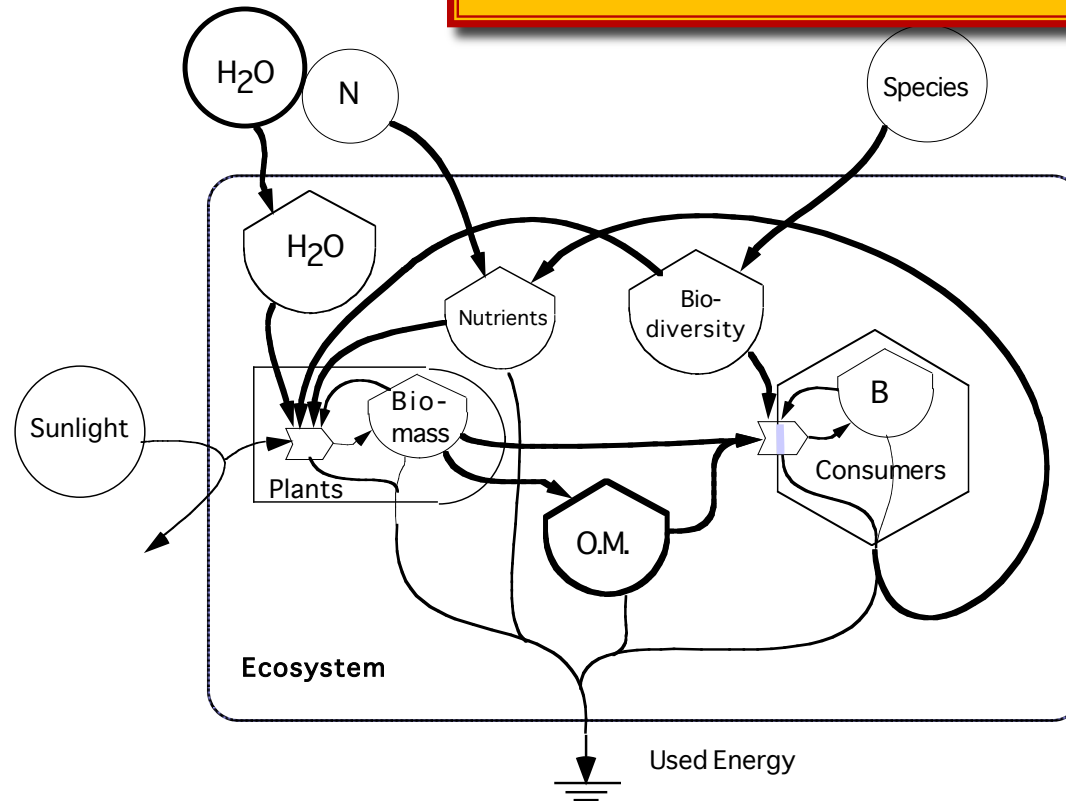 H2O
N
Species
H2O
Nutrients
Bio-
diversity
Sunlight
Bio-
mass
Plants
B
Consumers
O.M.
Ecosystem
Used Energy